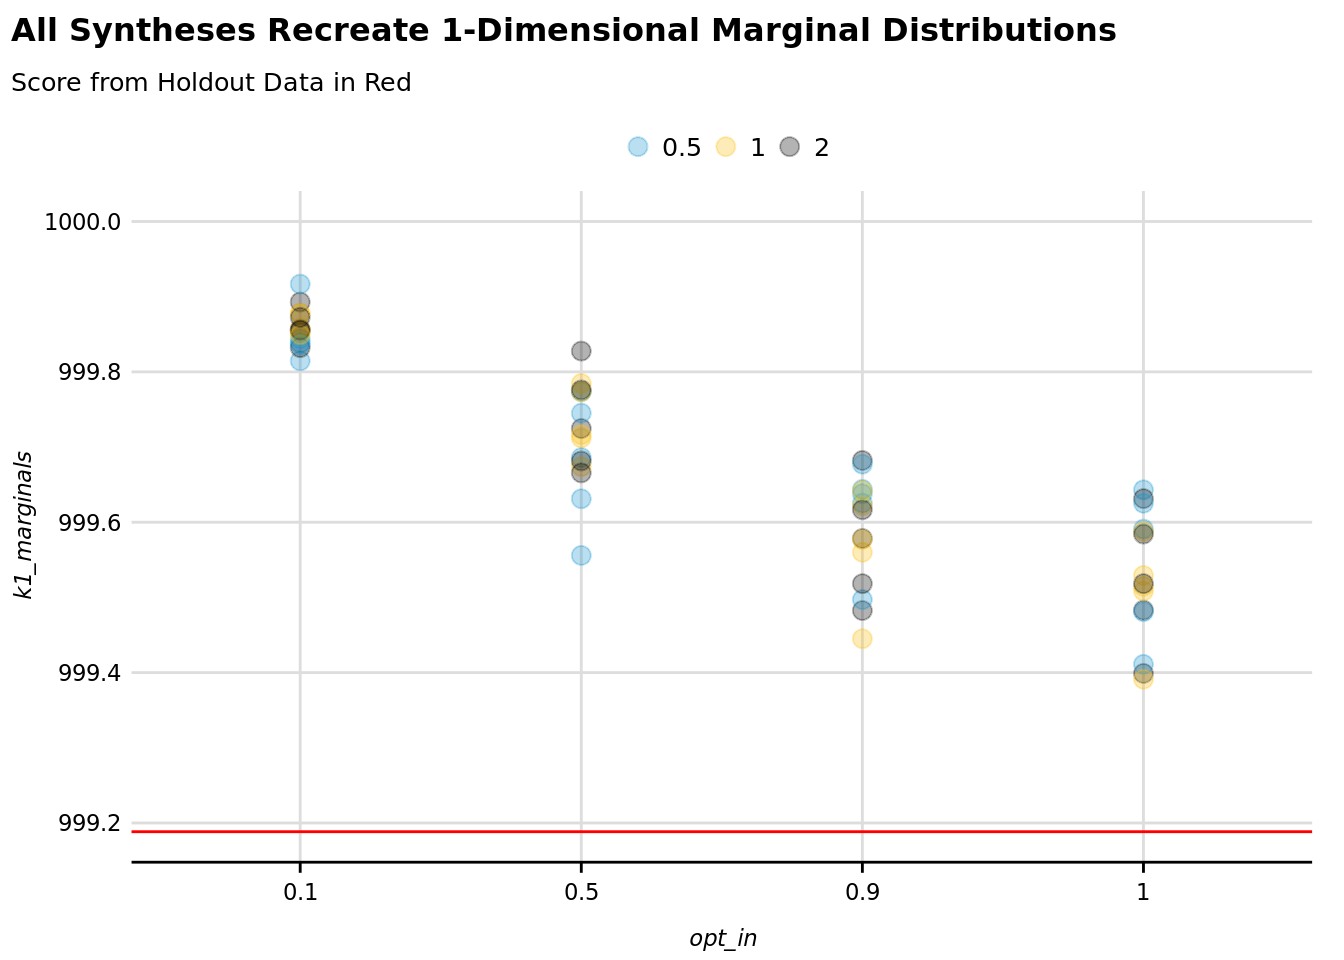 All Syntheses Recreate 1-Dimensional Marginal Distributions
Score from Holdout Data in Red
0.5 1 2
1000.0
999.8
999.6
999.4
999.2
k1_marginals
0.1 0.5 0.9 1
opt_in